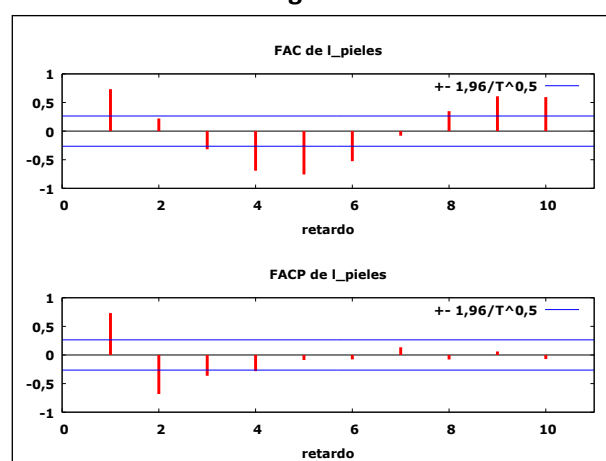 FAC de l_pieles
+- 1,96/T^0,5
1
0,5
0
-0,5
-1
0 2 4 6 8 10
retardo
FACP de l_pieles
+- 1,96/T^0,5
1
0,5
0
-0,5
-1
0 2 4 6 8 10
retardo